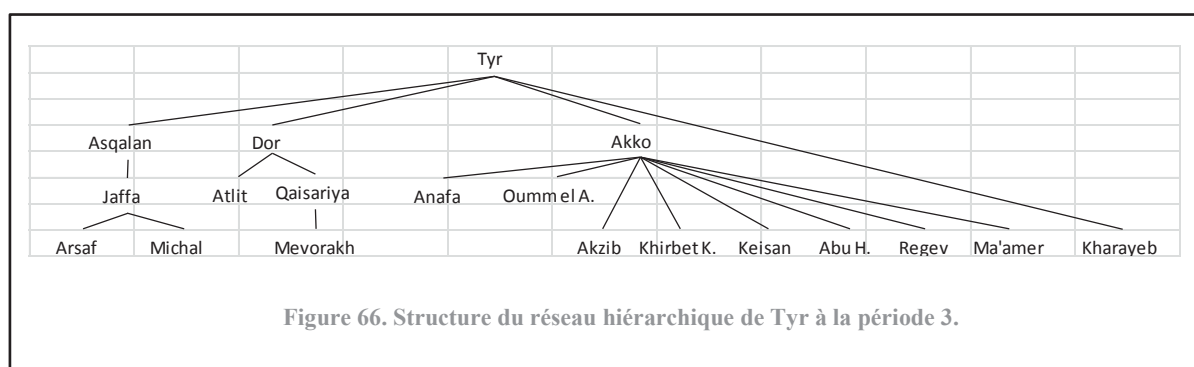 Tyr
Asqalan Dor Akko
Jaffa Atlit Qaisariya Anafa Oumm el A.
Arsaf Michal Mevorakh Akzib Khirbet K. Keisan Abu H. Regev Ma'amer Kharayeb
Figure 66. Structure du réseau hiérarchique de Tyr à la période 3.